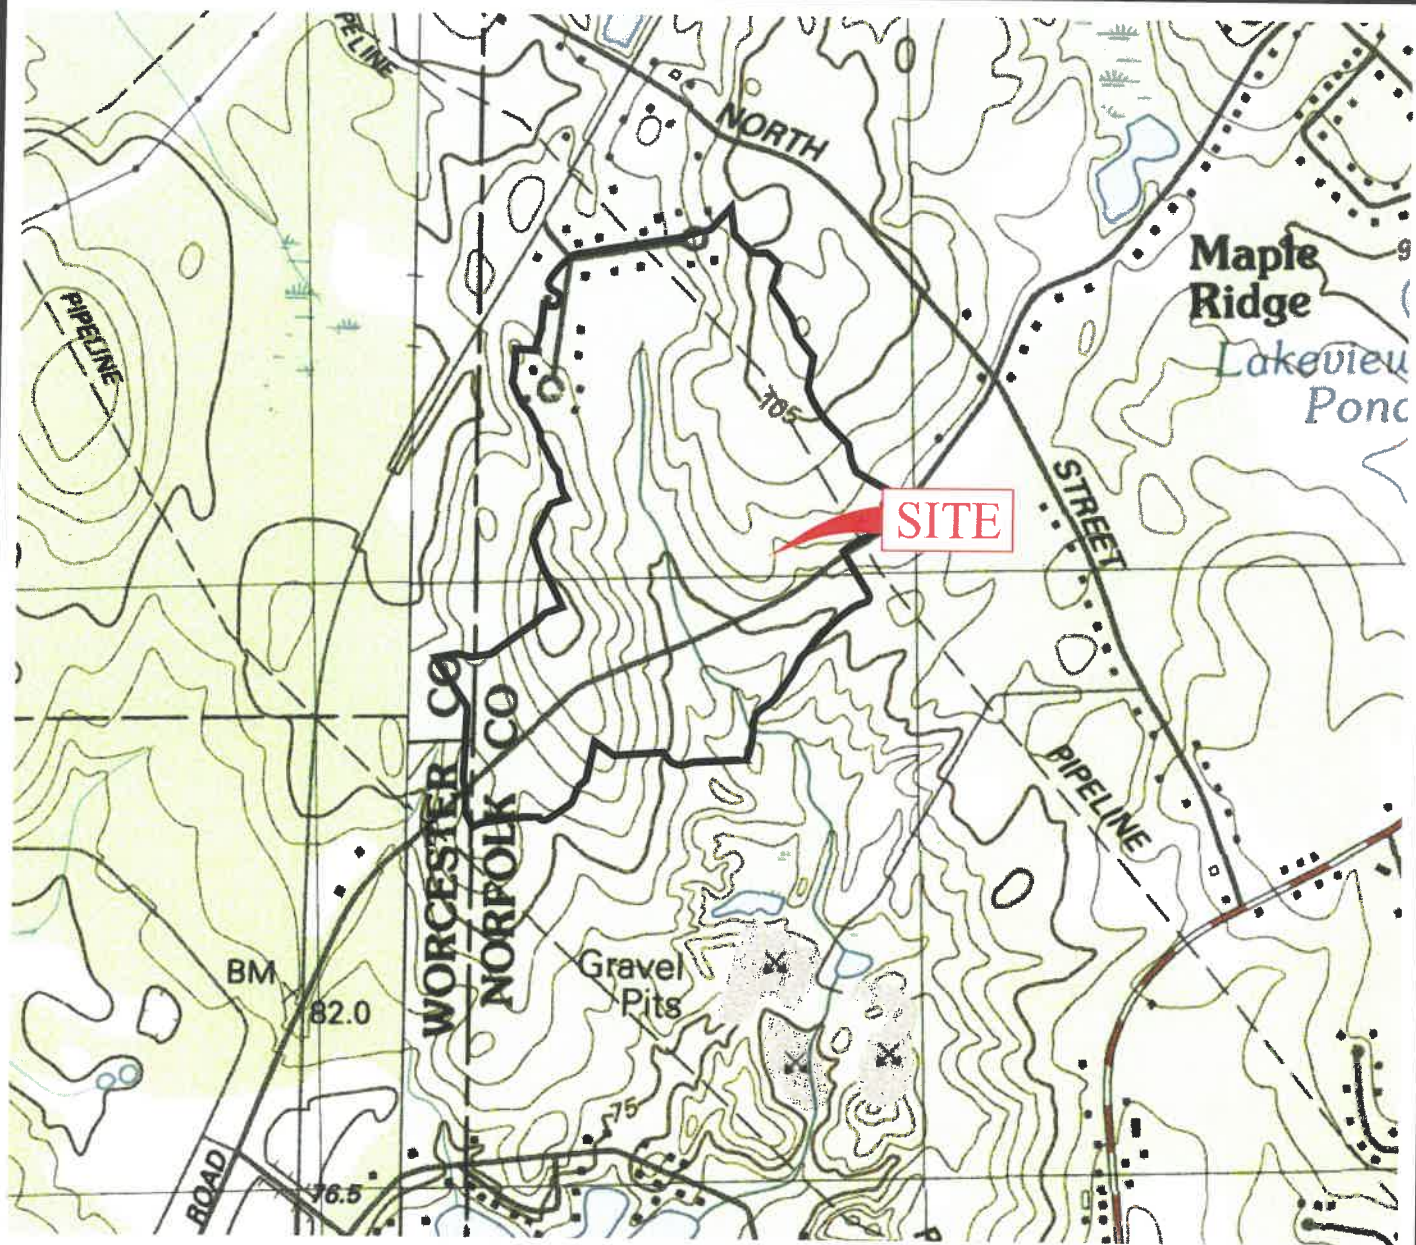 PELINE
NORTH
Maple
Ridge
Lakeview
Pond
PIPELINE
105
STREET
SITE
WORCESTER CO
NORFOLK CO
PIPELINE
Gravel
Pits
BM
82.0
75
ROAD
76.5